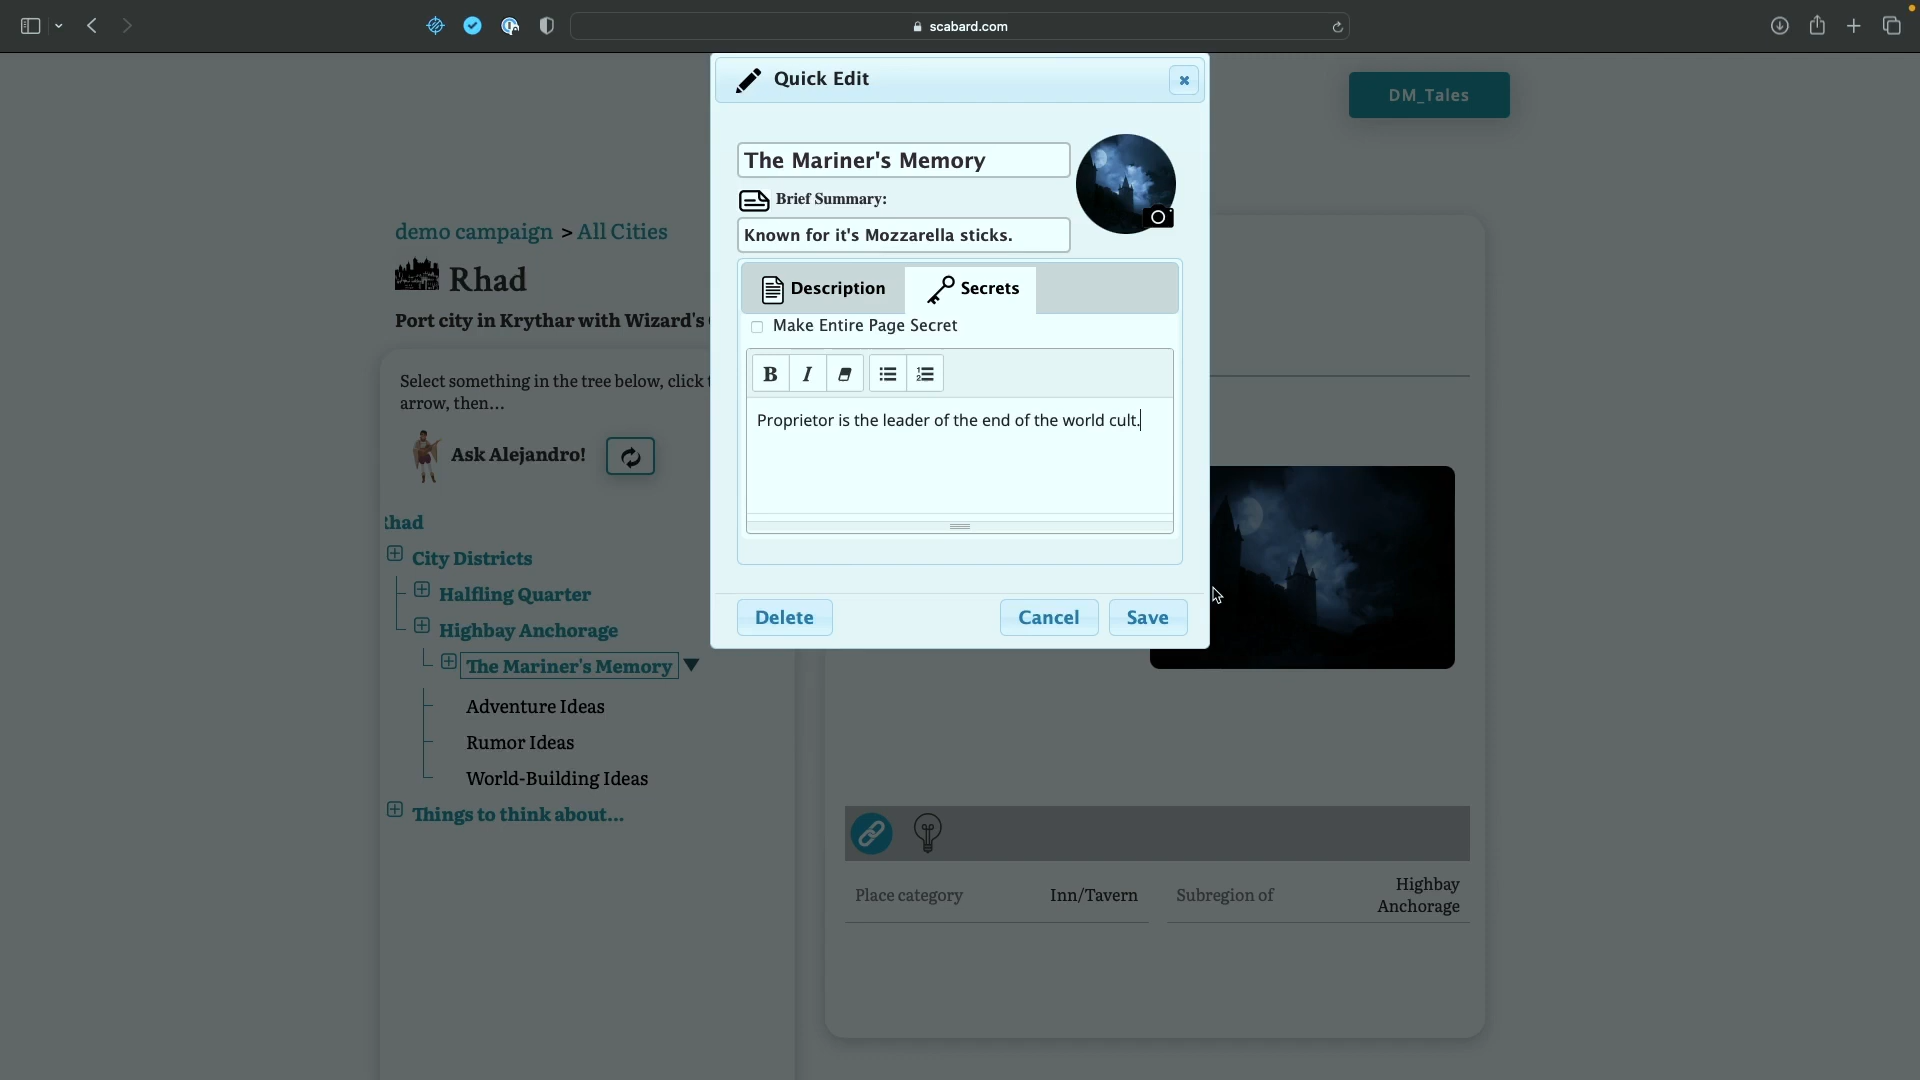 scabard.com
Quick Edit
DM_Tales
The Mariner's Memory
Brief Summary:
Known for it's Mozzarella sticks.
Description
Secrets
Make Entire Page Secret
B I
Proprietor is the leader of the end of the world cult.
Delete
Cancel
Save
demo campaign > All Cities
Rhad
Port city in Krythar with Wizard's
Select something in the tree below, click
arrow, then...
Ask Alejandro!
Rhad
City Districts
Halfling Quarter
Highbay Anchorage
The Mariner's Memory
Adventure Ideas
Rumor Ideas
World-Building Ideas
Things to think about...
Place category
Inn/Tavern
Subregion of
Highbay
Anchorage